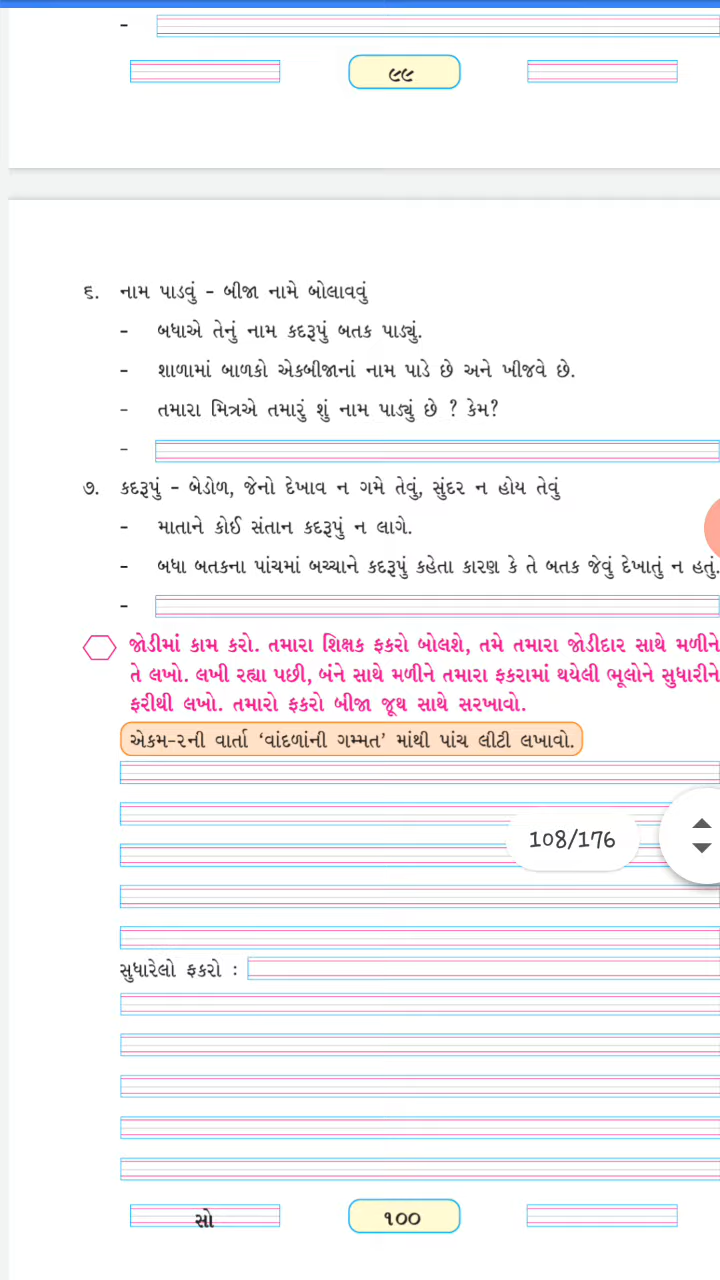 -
૯૯
૬. નામ પાડવું - બીજા નામે બોલાવવું
- બધાએ તેનું નામ કદરૂપું બતક પાડ્યું.
- શાળામાં બાળકો એકબીજાનાં નામ પાડે છે અને ખીજવે છે.
- તમારા મિત્રએ તમારું શું નામ પાડ્યું છે ? કેમ?
-
૭. કદરૂપું - બેડોળ, જેનો દેખાવ ન ગમે તેવું, સુંદર ન હોય તેવું
- માતાને કોઈ સંતાન કદરૂપું ન લાગે.
- બધા બતકના પાંચમાં બચ્ચાને કદરૂપું કહેતા કારણ કે તે બતક જેવું દેખાતું ન હતું.
-
જોડીમાં કામ કરો. તમારા શિક્ષક ફકરો બોલશે, તમે તમારા જોડીદાર સાથે મળીને
તે લખો. લખી રહ્યા પછી, બંને સાથે મળીને તમારા ફકરામાં થયેલી ભૂલોને સુધારીને
ફરીથી લખો. તમારો ફકરો બીજા જૂથ સાથે સરખાવો.
એકમ-૨ની વાર્તા ‘વાંદળાંની ગમ્મત’ માંથી પાંચ લીટી લખાવો.
108/176
સુધારેલો ફકરો :
સો
૧૦૦